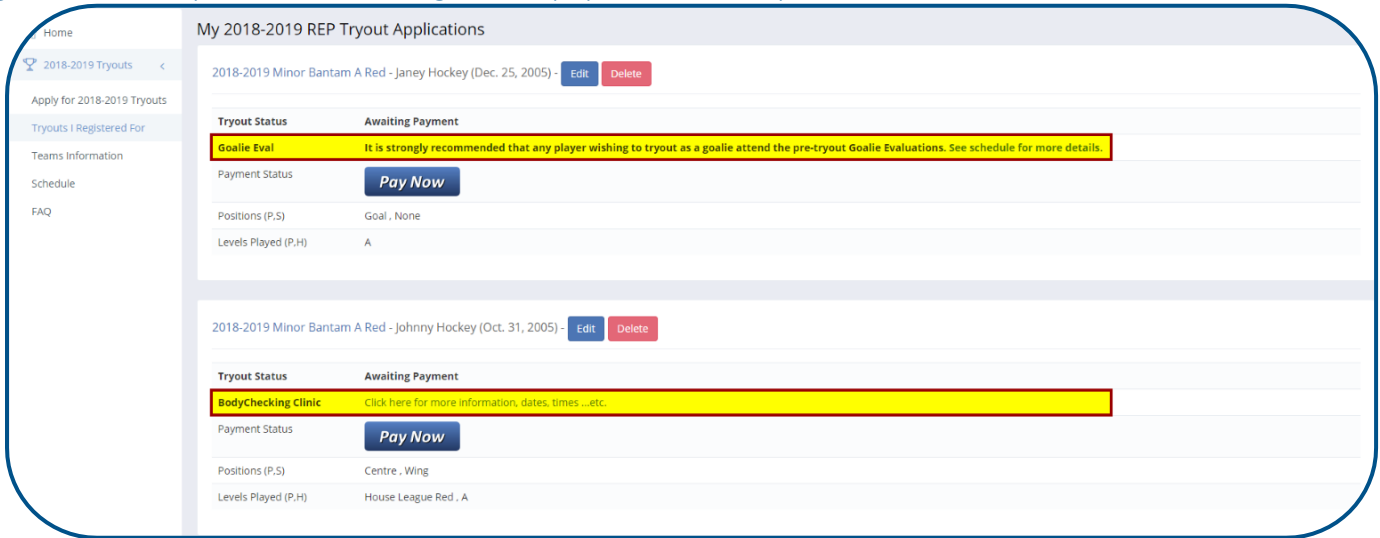 Home
2018-2019 Tryouts <
Apply for 2018-2019 Tryouts
Tryouts I Registered For
Teams Information
Schedule
FAQ
My 2018-2019 REP Tryout Applications
2018-2019 Minor Bantam A Red - Janey Hockey (Dec. 25, 2005) - Edit Delete
Tryout Status Awaiting Payment
Goalie Eval It is strongly recommended that any player wishing to tryout as a goalie attend the pre-tryout Goalie Evaluations. See schedule for more details.
Payment Status Pay Now
Positions (P,S) Goal , None
Levels Played (P,H) A
2018-2019 Minor Bantam A Red - Johnny Hockey (Oct. 31, 2005) - Edit Delete
Tryout Status Awaiting Payment
BodyChecking Clinic Click here for more information, dates, times ...etc.
Payment Status Pay Now
Positions (P,S) Centre , Wing
Levels Played (P,H) House League Red , A